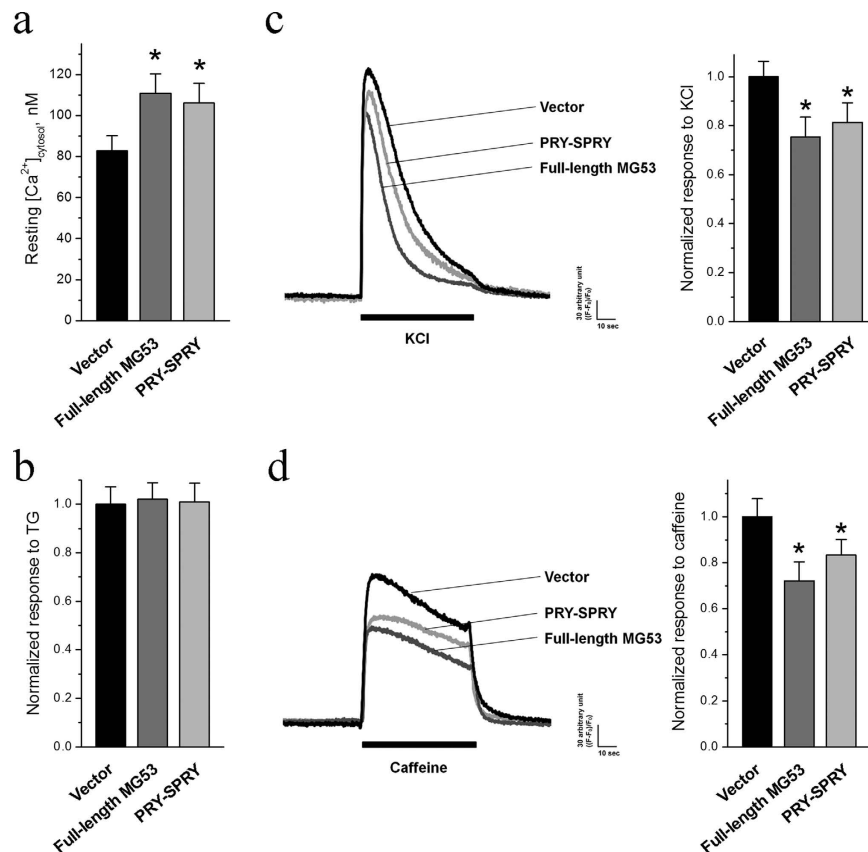 a
Resting [Ca²⁺]cytosol, nM
140
120
100
80
60
40
20
0
*
*
Vector
Full-length MG53
PRY-SPRY
c
Vector
PRY-SPRY
Full-length MG53
KCl
30 arbitrary unit
((F-F₀)/F₀)
10 sec
Normalized response to KCl
1.0
0.8
0.6
0.4
0.2
0.0
*
*
Vector
Full-length MG53
PRY-SPRY
b
Normalized response to TG
1.0
0.8
0.6
0.4
0.2
0.0
Vector
Full-length MG53
PRY-SPRY
d
Vector
PRY-SPRY
Full-length MG53
Caffeine
30 arbitrary unit
((F-F₀)/F₀)
10 sec
Normalized response to caffeine
1.0
0.8
0.6
0.4
0.2
0.0
*
*
Vector
Full-length MG53
PRY-SPRY